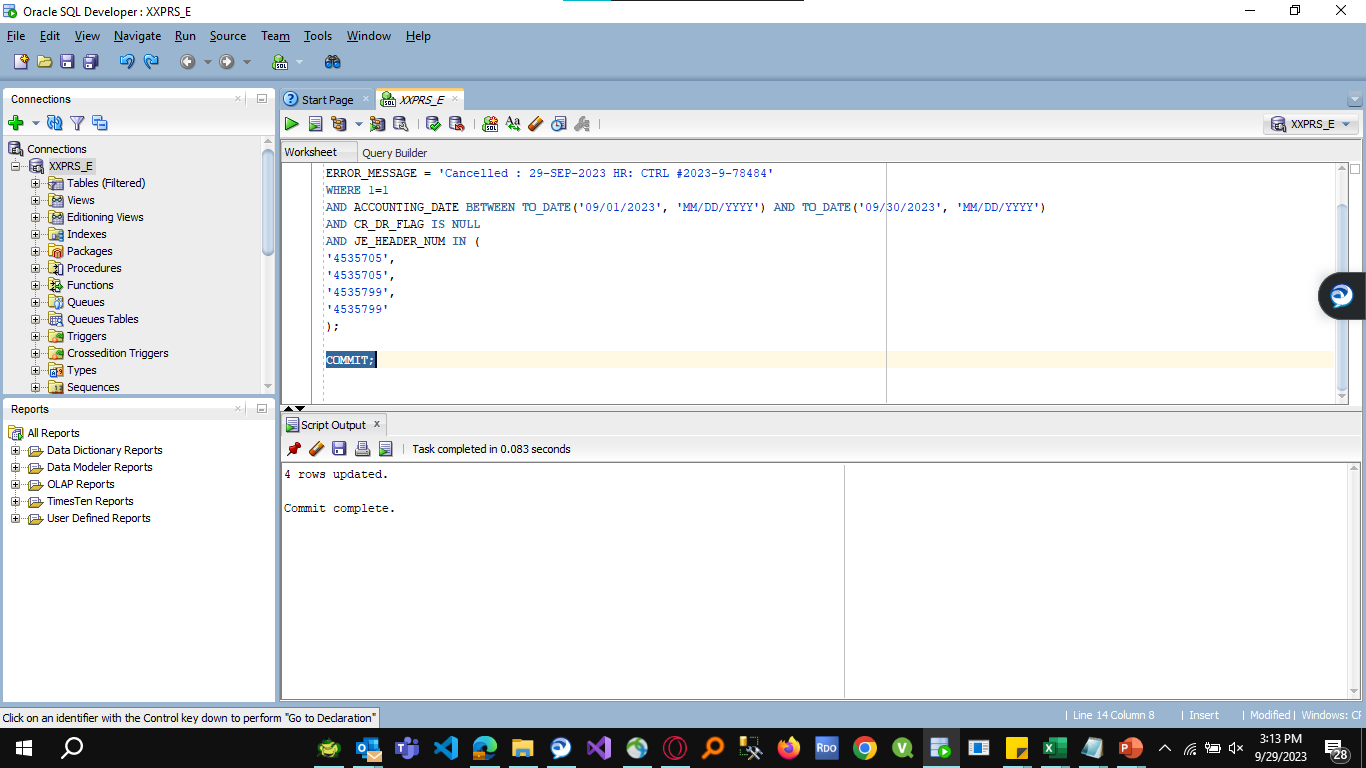 Oracle SQL Developer : XXPRS_E
File Edit View Navigate Run Source Team Tools Window Help
Connections
Connections
XXPRS_E
Tables (Filtered)
Views
Editioning Views
Indexes
Packages
Procedures
Functions
Queues
Queues Tables
Triggers
Crossedition Triggers
Types
Sequences
Reports
All Reports
Data Dictionary Reports
Data Modeler Reports
OLAP Reports
TimesTen Reports
User Defined Reports
Start Page XXPRS_E
XXPRS_E
Worksheet Query Builder
ERROR_MESSAGE = 'Cancelled : 29-SEP-2023 HR: CTRL #2023-9-78484'
WHERE 1=1
AND ACCOUNTING_DATE BETWEEN TO_DATE('09/01/2023', 'MM/DD/YYYY') AND TO_DATE('09/30/2023', 'MM/DD/YYYY')
AND CR_DR_FLAG IS NULL
AND JE_HEADER_NUM IN (
'4535705',
'4535705',
'4535799',
'4535799'
);
COMMIT;
Script Output
Task completed in 0.083 seconds
4 rows updated.
Commit complete.
Click on an identifier with the Control key down to perform "Go to Declaration"
Line 14 Column 8 Insert Modified Windows: CF
Rdo
3:13 PM
9/29/2023
28